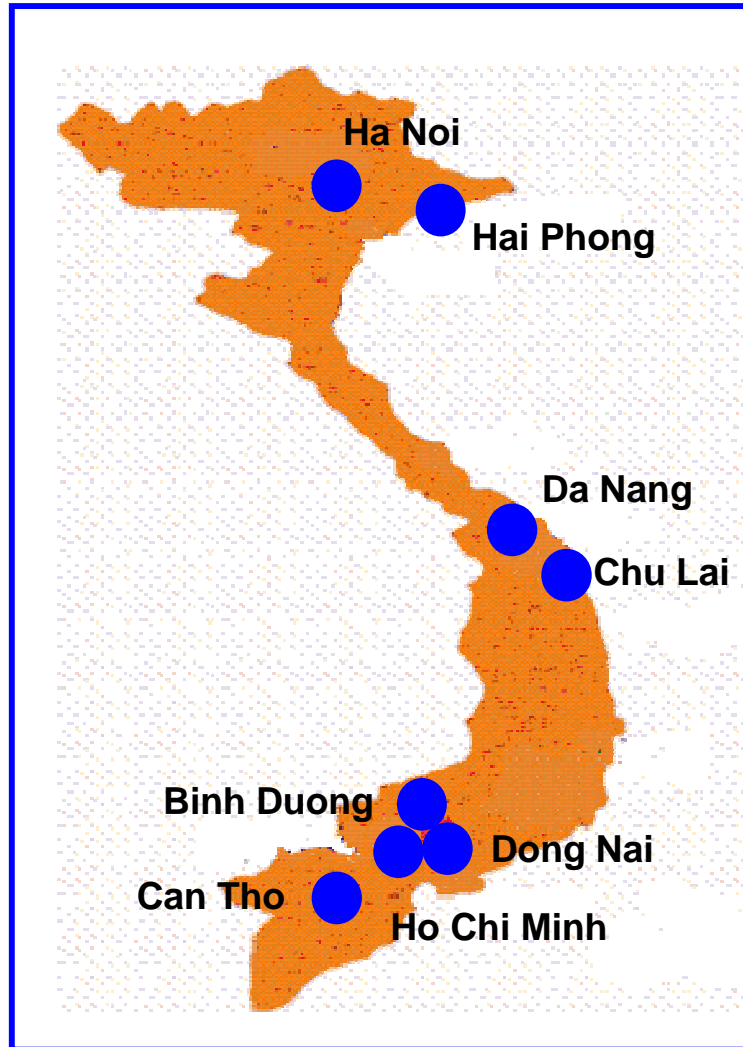 Ha Noi
Hai Phong
Da Nang
Chu Lai
Binh Duong
Dong Nai
Can Tho
Ho Chi Minh